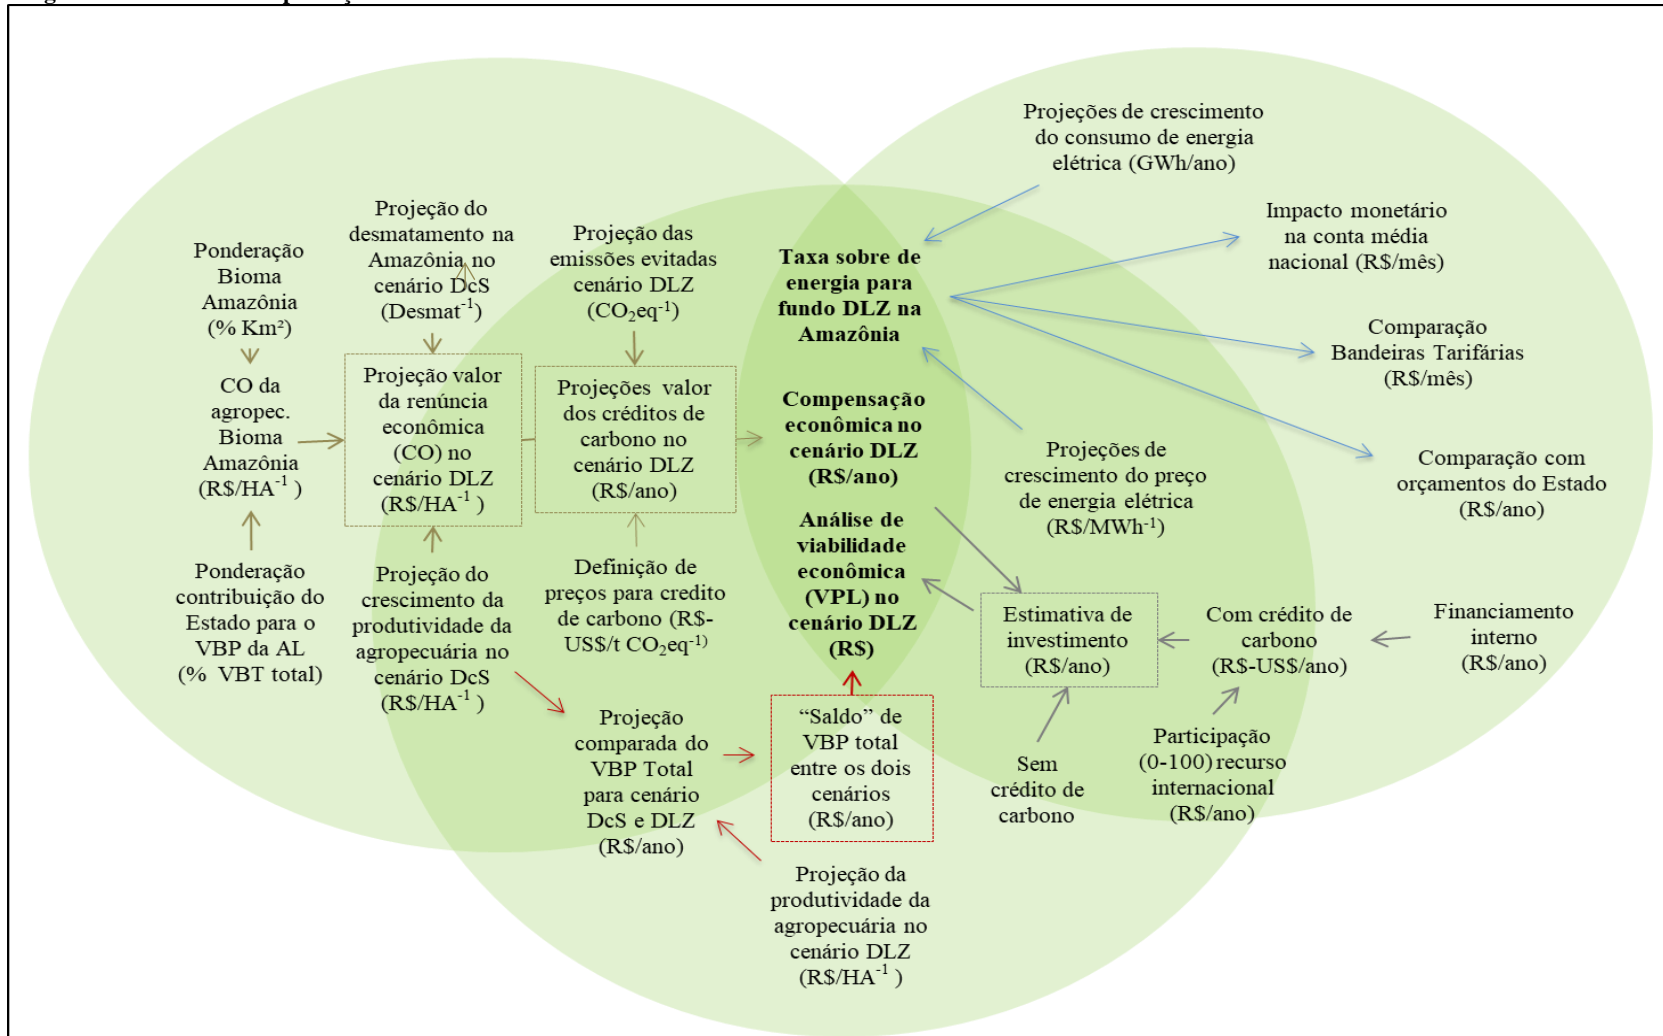 Ponderação
Bioma
Amazônia
(% Km²)
CO da
agropec.
Bioma
Amazônia
(R$/HA⁻¹ )
Ponderação
contribuição do
Estado para o
VBP da AL
(% VBT total)
Projeção do
desmatamento na
Amazônia no
cenário DcS
(Desmat⁻¹)
Projeção valor
da renúncia
econômica
(CO) no
cenário DLZ
(R$/HA⁻¹ )
Projeção do
crescimento da
produtividade da
agropecuária no
cenário DcS
(R$/HA⁻¹ )
Projeção das
emissões evitadas
cenário DLZ
(CO₂eq⁻¹)
Projeções valor
dos créditos de
carbono no
cenário DLZ
(R$/ano)
Definição de
preços para credito
de carbono (R$-
US$/t CO₂eq⁻¹⁾
Projeção
comparada do
VBP Total
para cenário
DcS e DLZ
(R$/ano)
Taxa sobre de
energia para
fundo DLZ na
Amazônia
Compensação
econômica no
cenário DLZ
(R$/ano)
Análise de
viabilidade
econômica
(VPL) no
cenário DLZ
(R$)
“Saldo” de
VBP total
entre os dois
cenários
(R$/ano)
Projeção da
produtividade da
agropecuária no
cenário DLZ
(R$/HA⁻¹ )
Projeções de crescimento
do consumo de energia
elétrica (GWh/ano)
Impacto monetário
na conta média
nacional (R$/mês)
Comparação
Bandeiras Tarifárias
(R$/mês)
Comparação com
orçamentos do Estado
(R$/ano)
Projeções de
crescimento do preço
de energia elétrica
(R$/MWh⁻¹)
Estimativa de
investimento
(R$/ano)
Com crédito de
carbono
(R$-US$/ano)
Financiamento
interno
(R$/ano)
Sem
crédito de
carbono
Participação
(0-100) recurso
internacional
(R$/ano)